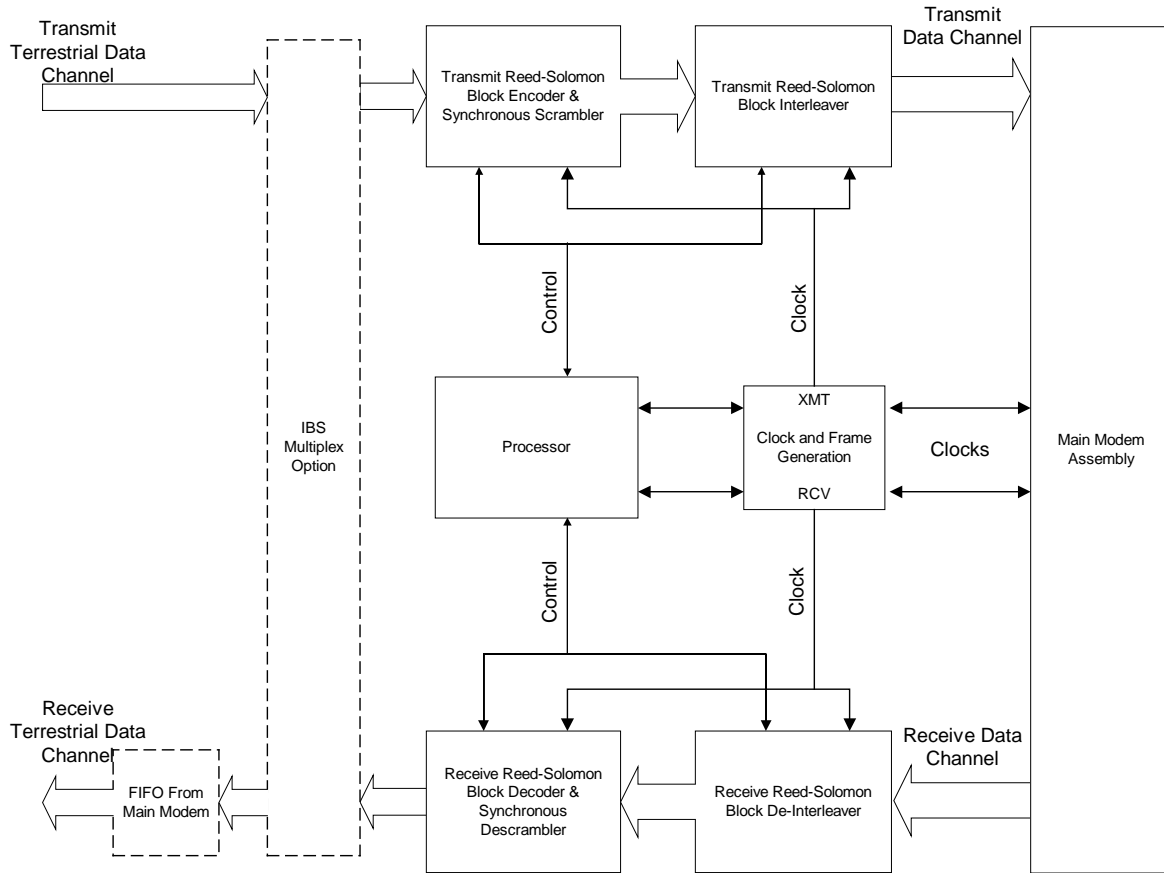 Transmit
Terrestrial Data
Channel
Transmit
Data Channel
Transmit Reed-Solomon
Block Encoder &
Synchronous Scrambler
Transmit Reed-Solomon
Block Interleaver
Control
Clock
IBS
Multiplex
Option
Processor
XMT
Clock and Frame
Generation
RCV
Clocks
Main Modem
Assembly
Control
Clock
Receive
Terrestrial Data
Channel
FIFO From
Main Modem
Receive Reed-Solomon
Block Decoder &
Synchronous
Descrambler
Receive Reed-Solomon
Block De-Interleaver
Receive Data
Channel